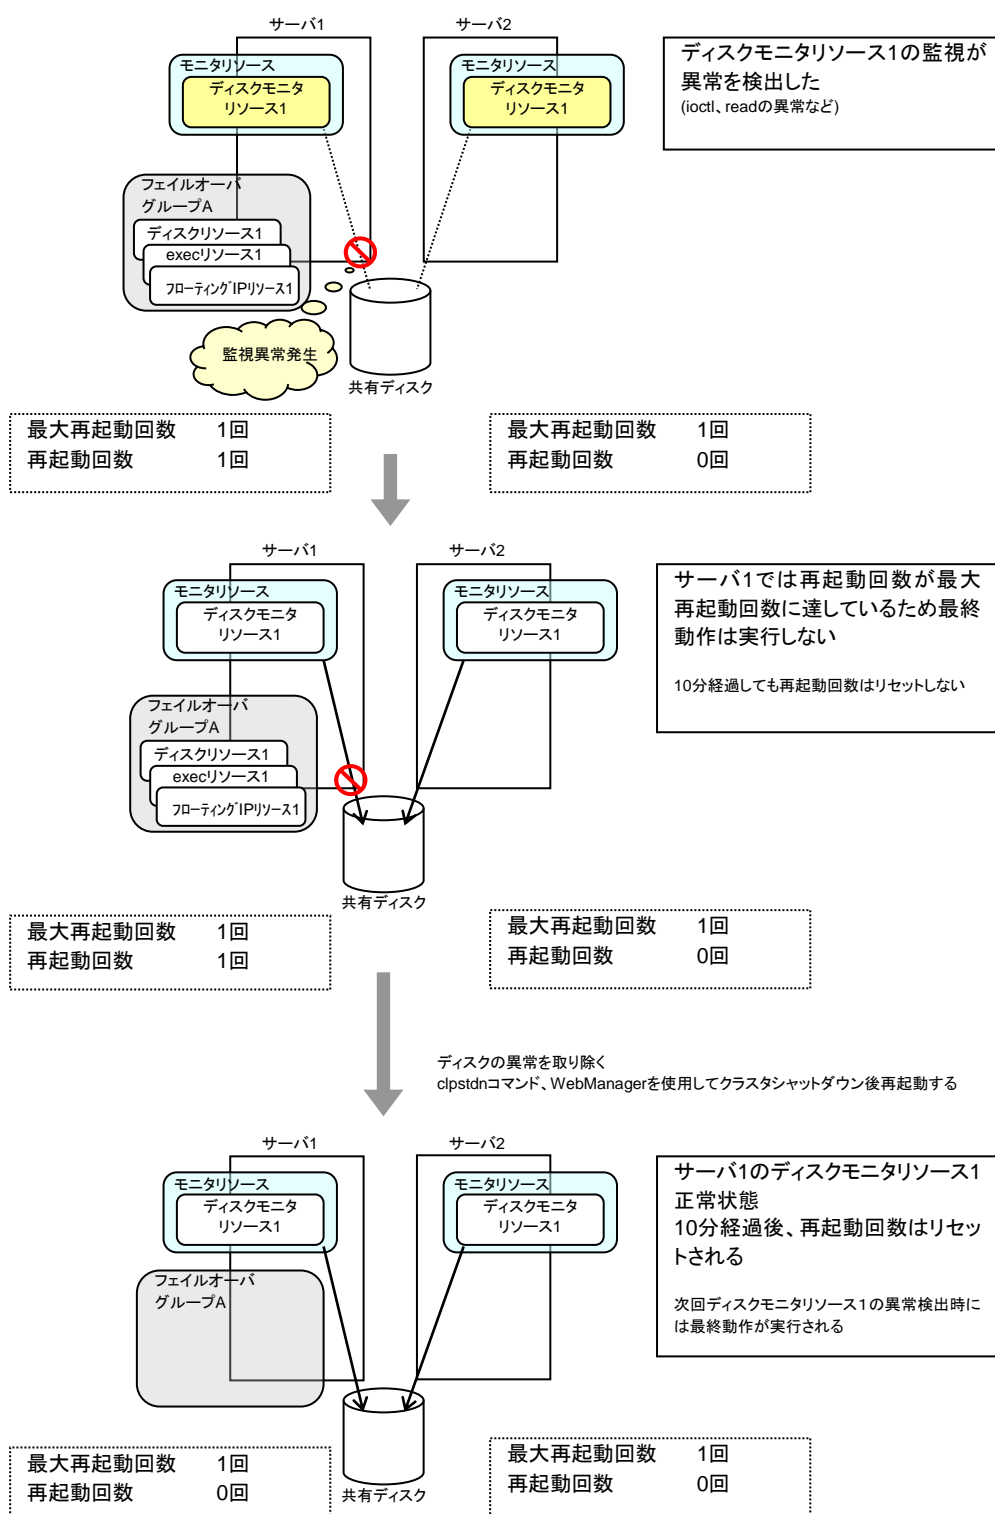 サーバ1
サーバ2
モニタリソース
ディスクモニタ
リソース1
モニタリソース
ディスクモニタ
リソース1
ディスクモニタリソース1の監視が
異常を検出した
(ioctl、readの異常など)
フェイルオーバ
グループA
ディスクリソース1
execリソース1
フローティングIPリソース1
監視異常発生
共有ディスク
最大再起動回数 1回
再起動回数 1回
最大再起動回数 1回
再起動回数 0回
サーバ1
サーバ2
モニタリソース
ディスクモニタ
リソース1
モニタリソース
ディスクモニタ
リソース1
サーバ1では再起動回数が最大
再起動回数に達しているため最終
動作は実行しない
10分経過しても再起動回数はリセットしない
フェイルオーバ
グループA
ディスクリソース1
execリソース1
フローティングIPリソース1
共有ディスク
最大再起動回数 1回
再起動回数 1回
最大再起動回数 1回
再起動回数 0回
ディスクの異常を取り除く
clpstdnコマンド、WebManagerを使用してクラスタシャットダウン後再起動する
サーバ1
サーバ2
モニタリソース
ディスクモニタ
リソース1
モニタリソース
ディスクモニタ
リソース1
サーバ1のディスクモニタリソース1
正常状態
10分経過後、再起動回数はリセッ
トされる
次回ディスクモニタリソース1の異常検出時に
は最終動作が実行される
フェイルオーバ
グループA
共有ディスク
最大再起動回数 1回
再起動回数 0回
最大再起動回数 1回
再起動回数 0回